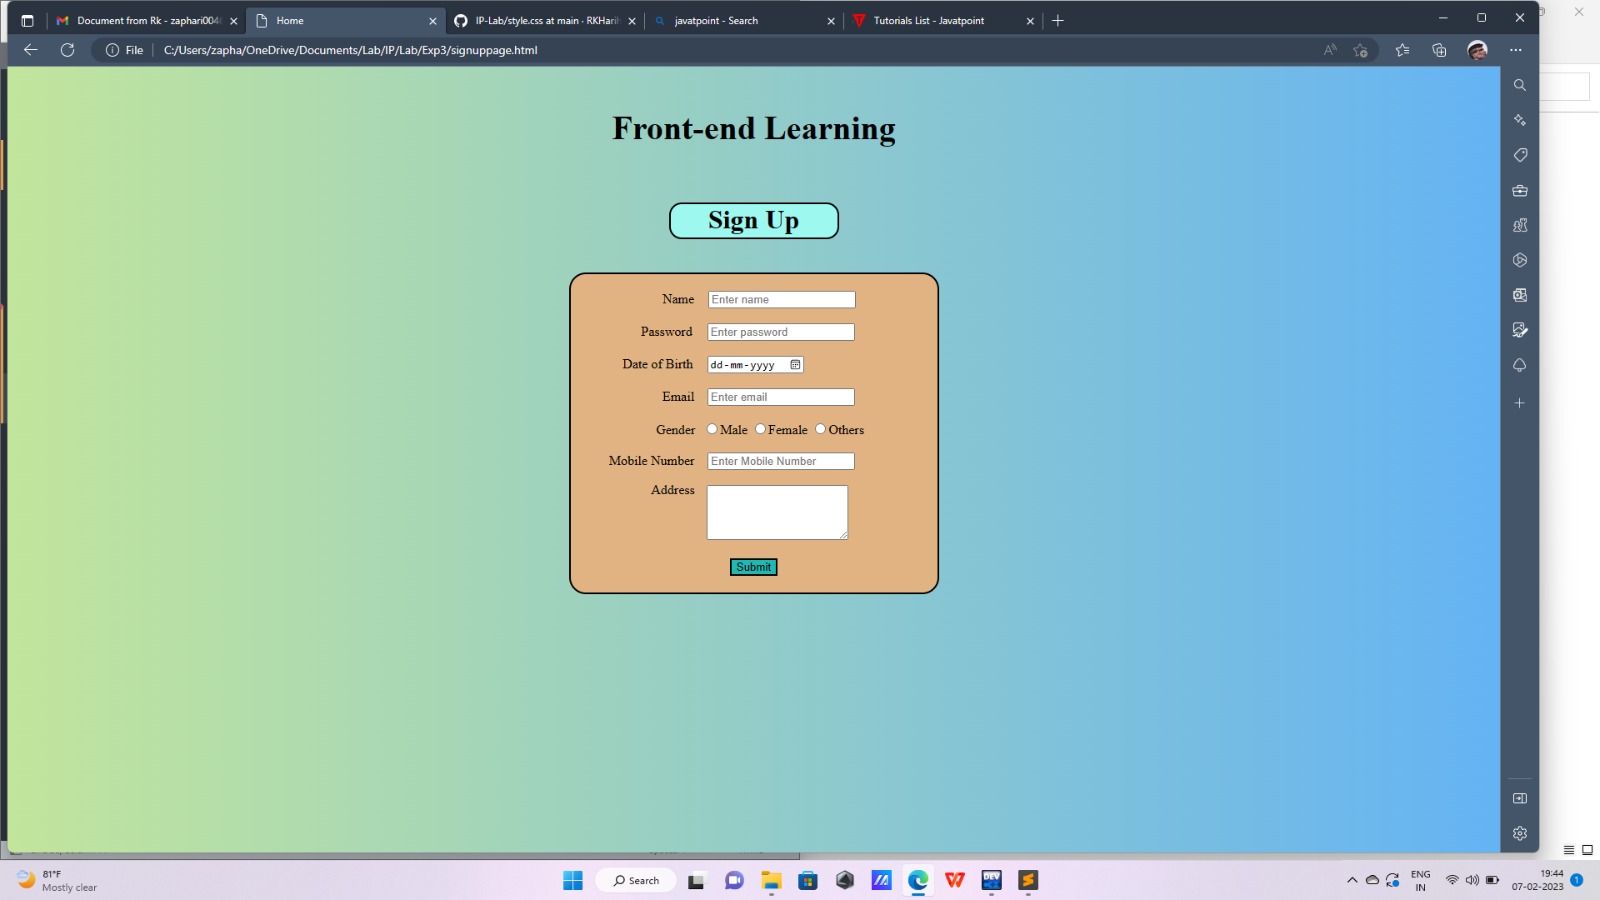 Document from Rk - zaphari004
Home
IP-Lab/style.css at main · RKHarih
javatpoint - Search
Tutorials List - Javatpoint
File
C:/Users/zapha/OneDrive/Documents/Lab/IP/Lab/Exp3/signuppage.html
Front-end Learning
Sign Up
Name Enter name
Password Enter password
Date of Birth dd-mm-yyyy
Email Enter email
Gender Male Female Others
Mobile Number Enter Mobile Number
Address
Submit
81°F
Mostly clear
Search
DEV
ENG
IN
19:44
07-02-2023
1